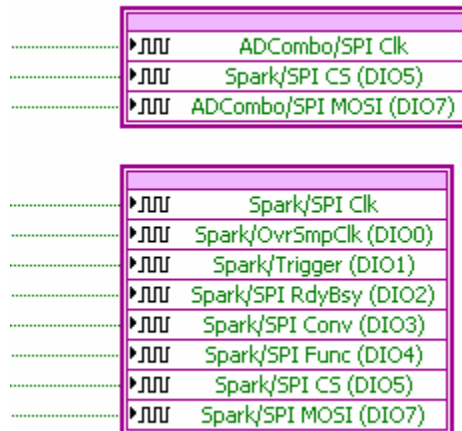 ADCombo/SPI Clk
Spark/SPI CS (DIO5)
ADCombo/SPI MOSI (DIO7)
Spark/SPI Clk
Spark/OvrSmpClk (DIO0)
Spark/Trigger (DIO1)
Spark/SPI RdyBsy (DIO2)
Spark/SPI Conv (DIO3)
Spark/SPI Func (DIO4)
Spark/SPI CS (DIO5)
Spark/SPI MOSI (DIO7)